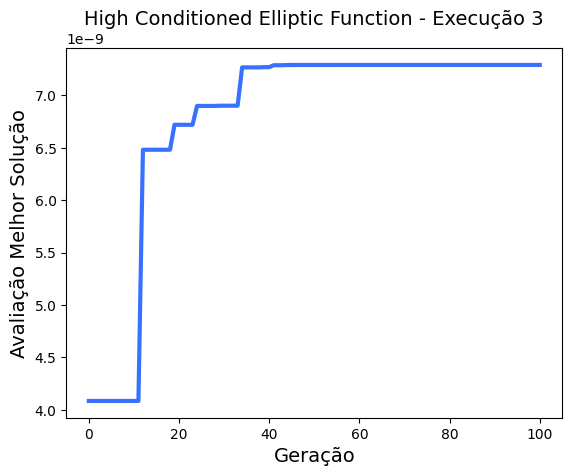 High Conditioned Elliptic Function - Execução 3
1e−9
Avaliação Melhor Solução
7.0
6.5
6.0
5.5
5.0
4.5
4.0
0 20 40 60 80 100
Geração